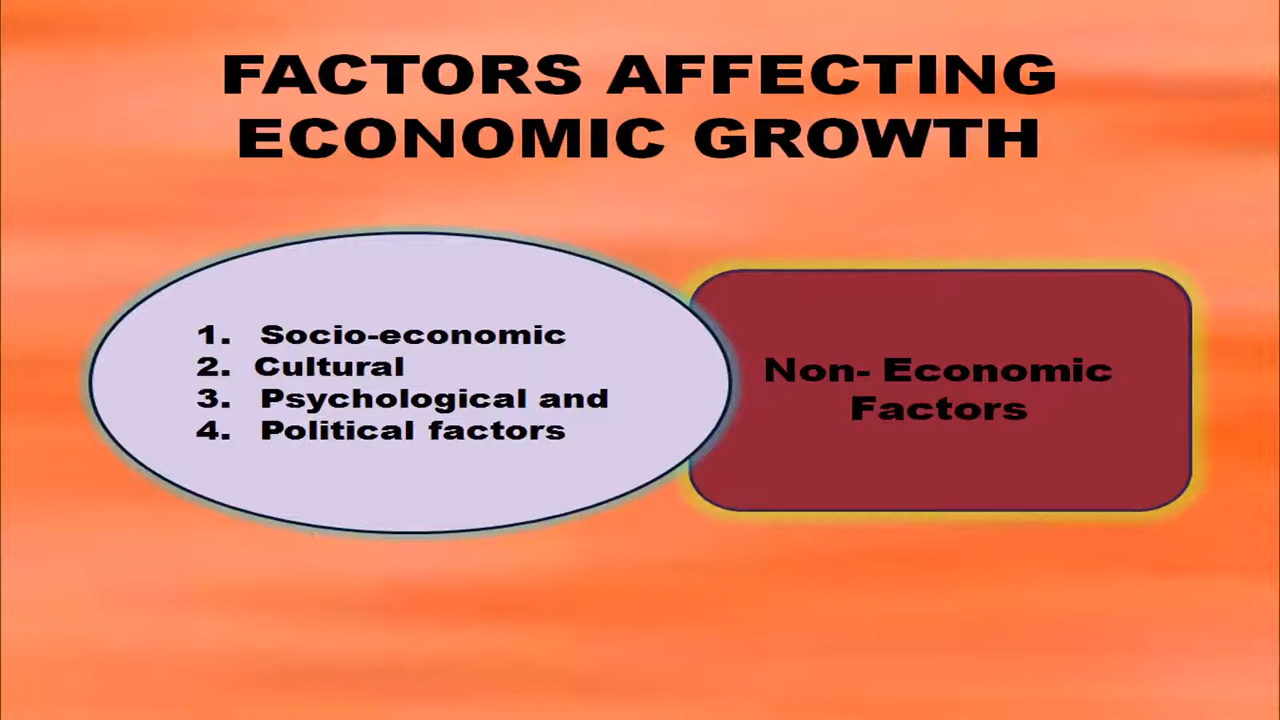 FACTORS AFFECTING
ECONOMIC GROWTH
1. Socio-economic
2. Cultural
3. Psychological and
4. Political factors
Non- Economic
Factors